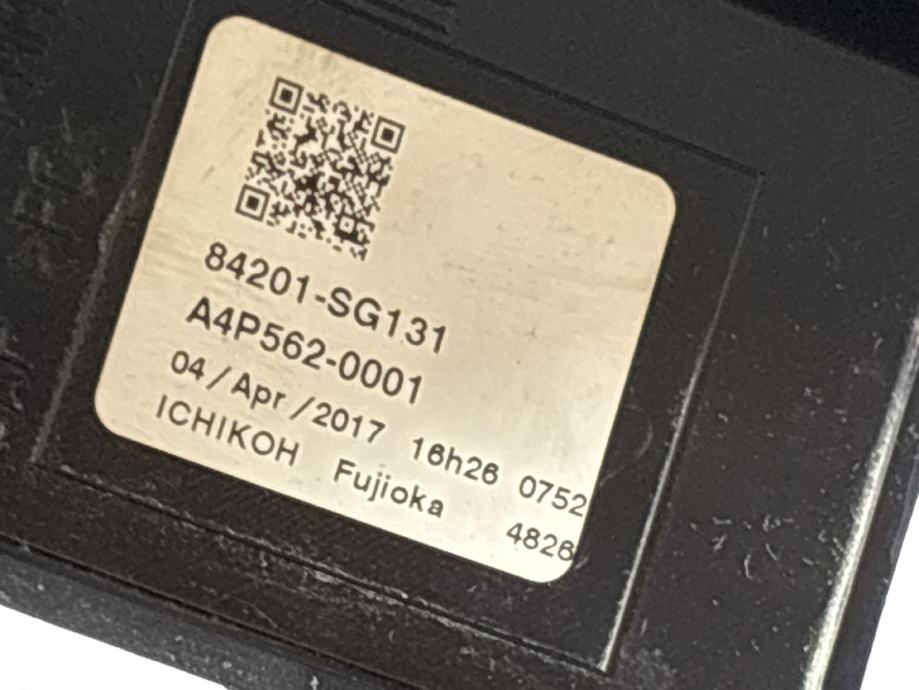 84201-SG131
A4P562-0001
04/Apr/2017 16h26 0752
ICHIKOH Fujioka 4826